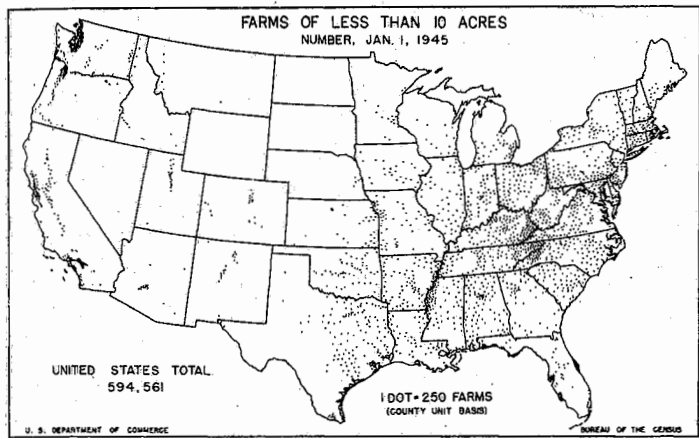 FARMS OF LESS THAN 10 ACRES
NUMBER, JAN. 1, 1945
UNITED STATES TOTAL
594,561
1 DOT=250 FARMS
(COUNTY UNIT BASIS)
U. S. DEPARTMENT OF COMMERCE
BUREAU OF THE CENSUS